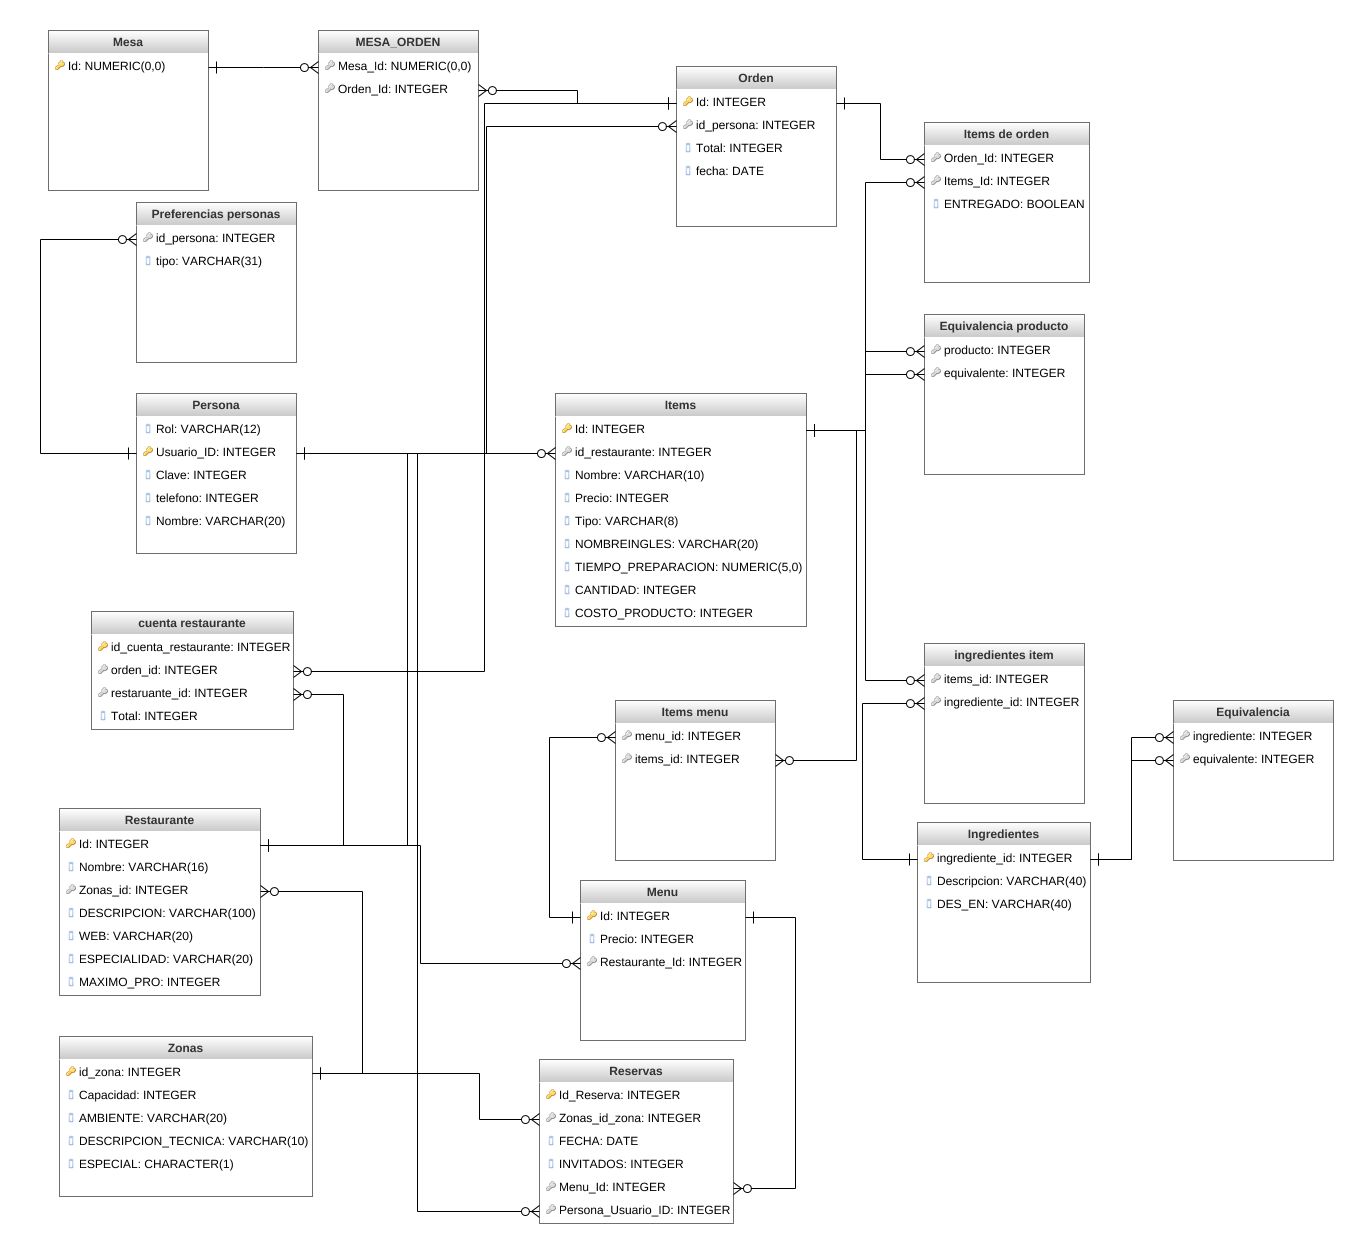 Mesa
Id: NUMERIC(0,0)
MESA_ORDEN
Mesa_Id: NUMERIC(0,0)
Orden_Id: INTEGER
Orden
Id: INTEGER
id_persona: INTEGER
Total: INTEGER
fecha: DATE
Items de orden
Orden_Id: INTEGER
Items_Id: INTEGER
ENTREGADO: BOOLEAN
Preferencias personas
id_persona: INTEGER
tipo: VARCHAR(31)
Equivalencia producto
producto: INTEGER
equivalente: INTEGER
Persona
Rol: VARCHAR(12)
Usuario_ID: INTEGER
Clave: INTEGER
telefono: INTEGER
Nombre: VARCHAR(20)
Items
Id: INTEGER
id_restaurante: INTEGER
Nombre: VARCHAR(10)
Precio: INTEGER
Tipo: VARCHAR(8)
NOMBREINGLES: VARCHAR(20)
TIEMPO_PREPARACION: NUMERIC(5,0)
CANTIDAD: INTEGER
COSTO_PRODUCTO: INTEGER
cuenta restaurante
id_cuenta_restaurante: INTEGER
orden_id: INTEGER
restaruante_id: INTEGER
Total: INTEGER
ingredientes item
items_id: INTEGER
ingrediente_id: INTEGER
Items menu
menu_id: INTEGER
items_id: INTEGER
Equivalencia
ingrediente: INTEGER
equivalente: INTEGER
Restaurante
Id: INTEGER
Nombre: VARCHAR(16)
Zonas_id: INTEGER
DESCRIPCION: VARCHAR(100)
WEB: VARCHAR(20)
ESPECIALIDAD: VARCHAR(20)
MAXIMO_PRO: INTEGER
Ingredientes
ingrediente_id: INTEGER
Descripcion: VARCHAR(40)
DES_EN: VARCHAR(40)
Menu
Id: INTEGER
Precio: INTEGER
Restaurante_Id: INTEGER
Zonas
id_zona: INTEGER
Capacidad: INTEGER
AMBIENTE: VARCHAR(20)
DESCRIPCION_TECNICA: VARCHAR(10)
ESPECIAL: CHARACTER(1)
Reservas
Id_Reserva: INTEGER
Zonas_id_zona: INTEGER
FECHA: DATE
INVITADOS: INTEGER
Menu_Id: INTEGER
Persona_Usuario_ID: INTEGER